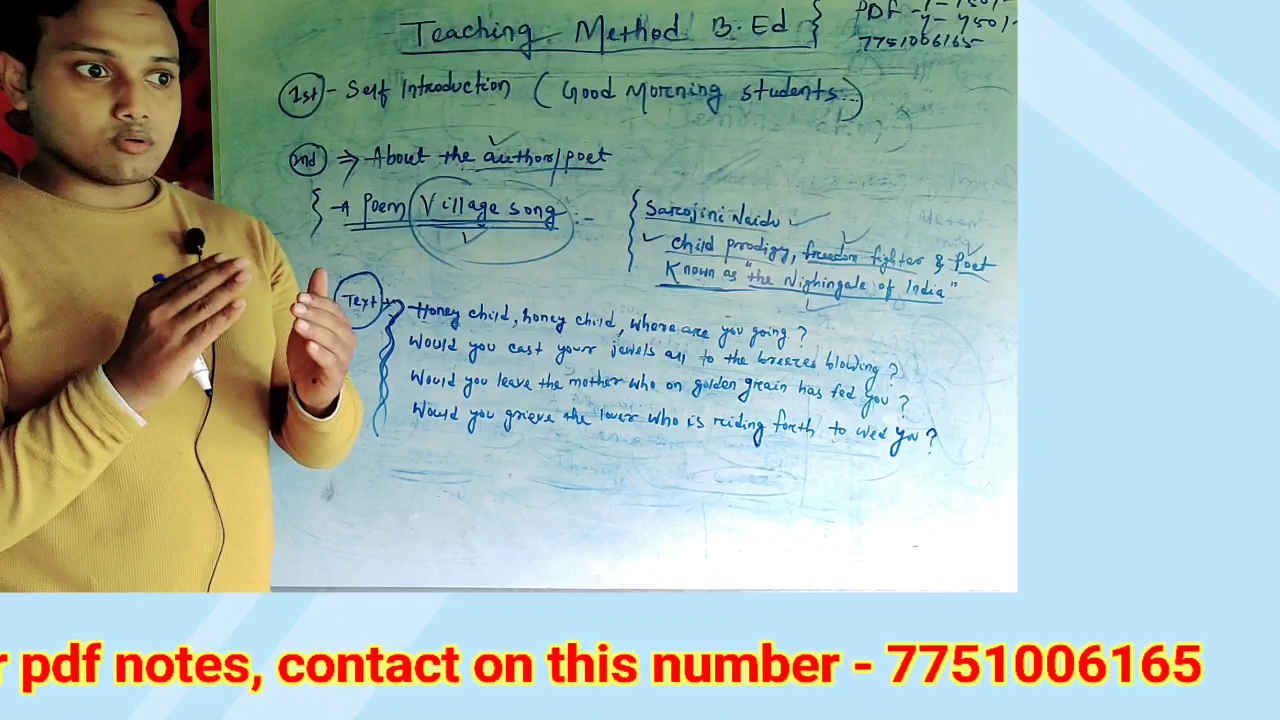 Teaching Method B.Ed
PDF -
7751006165
1st - Self Introduction (Good Morning students.)
2nd ⇒ About the author/poet
→ Poem Village song :-
Sarojini Naidu
child prodigy, freedom fighter & Poet
Known as "the Nighingale of India"
Text → Honey child, honey child, where are you going ?
Would you cast your jewels all to the breezes blowing ?
Would you leave the mother who on golden grain has fed you ?
Would you grieve the lover who is riding forth to wed you ?
r pdf notes, contact on this number - 7751006165